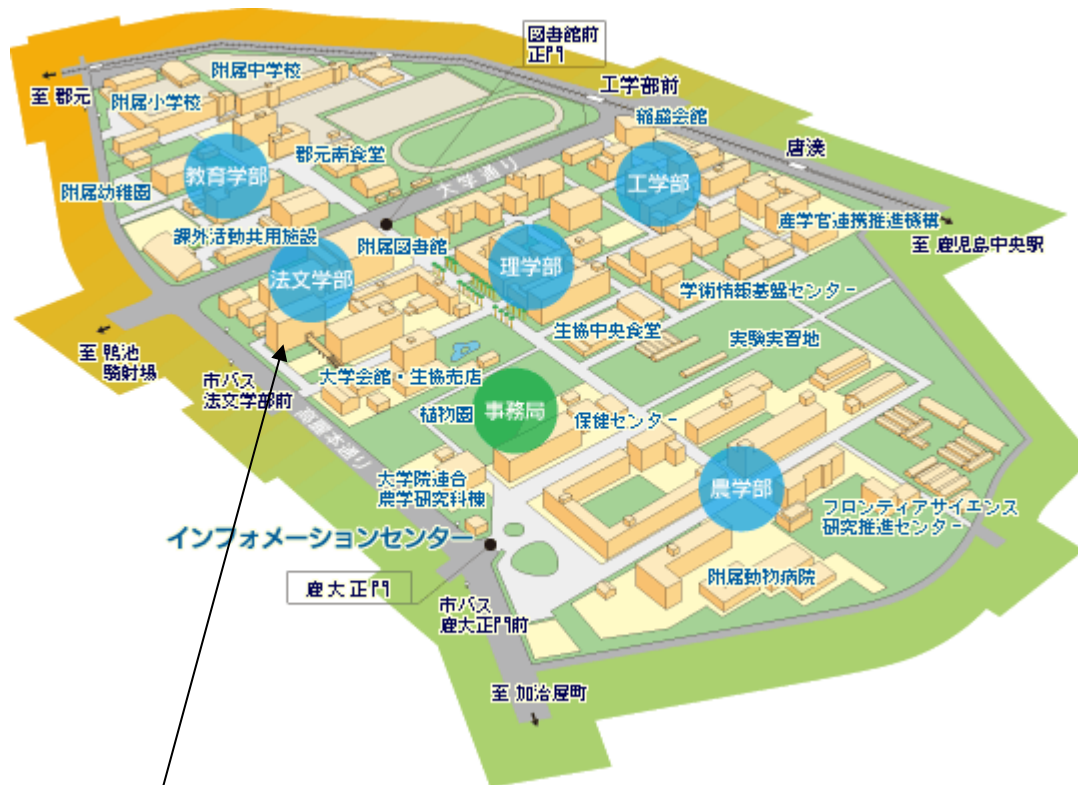 図書館前
正門
附属中学校
至 郡元
附属小学校
工学部前
稲盛会館
郡元南食堂
唐湊
教育学部
工学部
附属幼稚園
大学通り
産学官連携推進機構
至 鹿児島中央駅
課外活動共用施設
附属図書館
法文学部
理学部
学術情報基盤センター
生協中央食堂
実験実習地
至 鴨池
騎射場
市バス
法文学部前
大学会館・生協売店
植物園
事務局
保健センター
高麗本通り
大学院連合
農学研究科棟
農学部
フロンティアサイエンス
研究推進センター
インフォメーションセンター
附属動物病院
鹿大正門
市バス
鹿大正門前
至 加治屋町